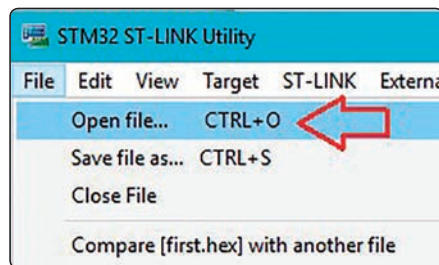 STM32 ST-LINK Utility
File Edit View Target ST-LINK Externa
Open file... CTRL+O
Save file as... CTRL+S
Close File
Compare [first.hex] with another file